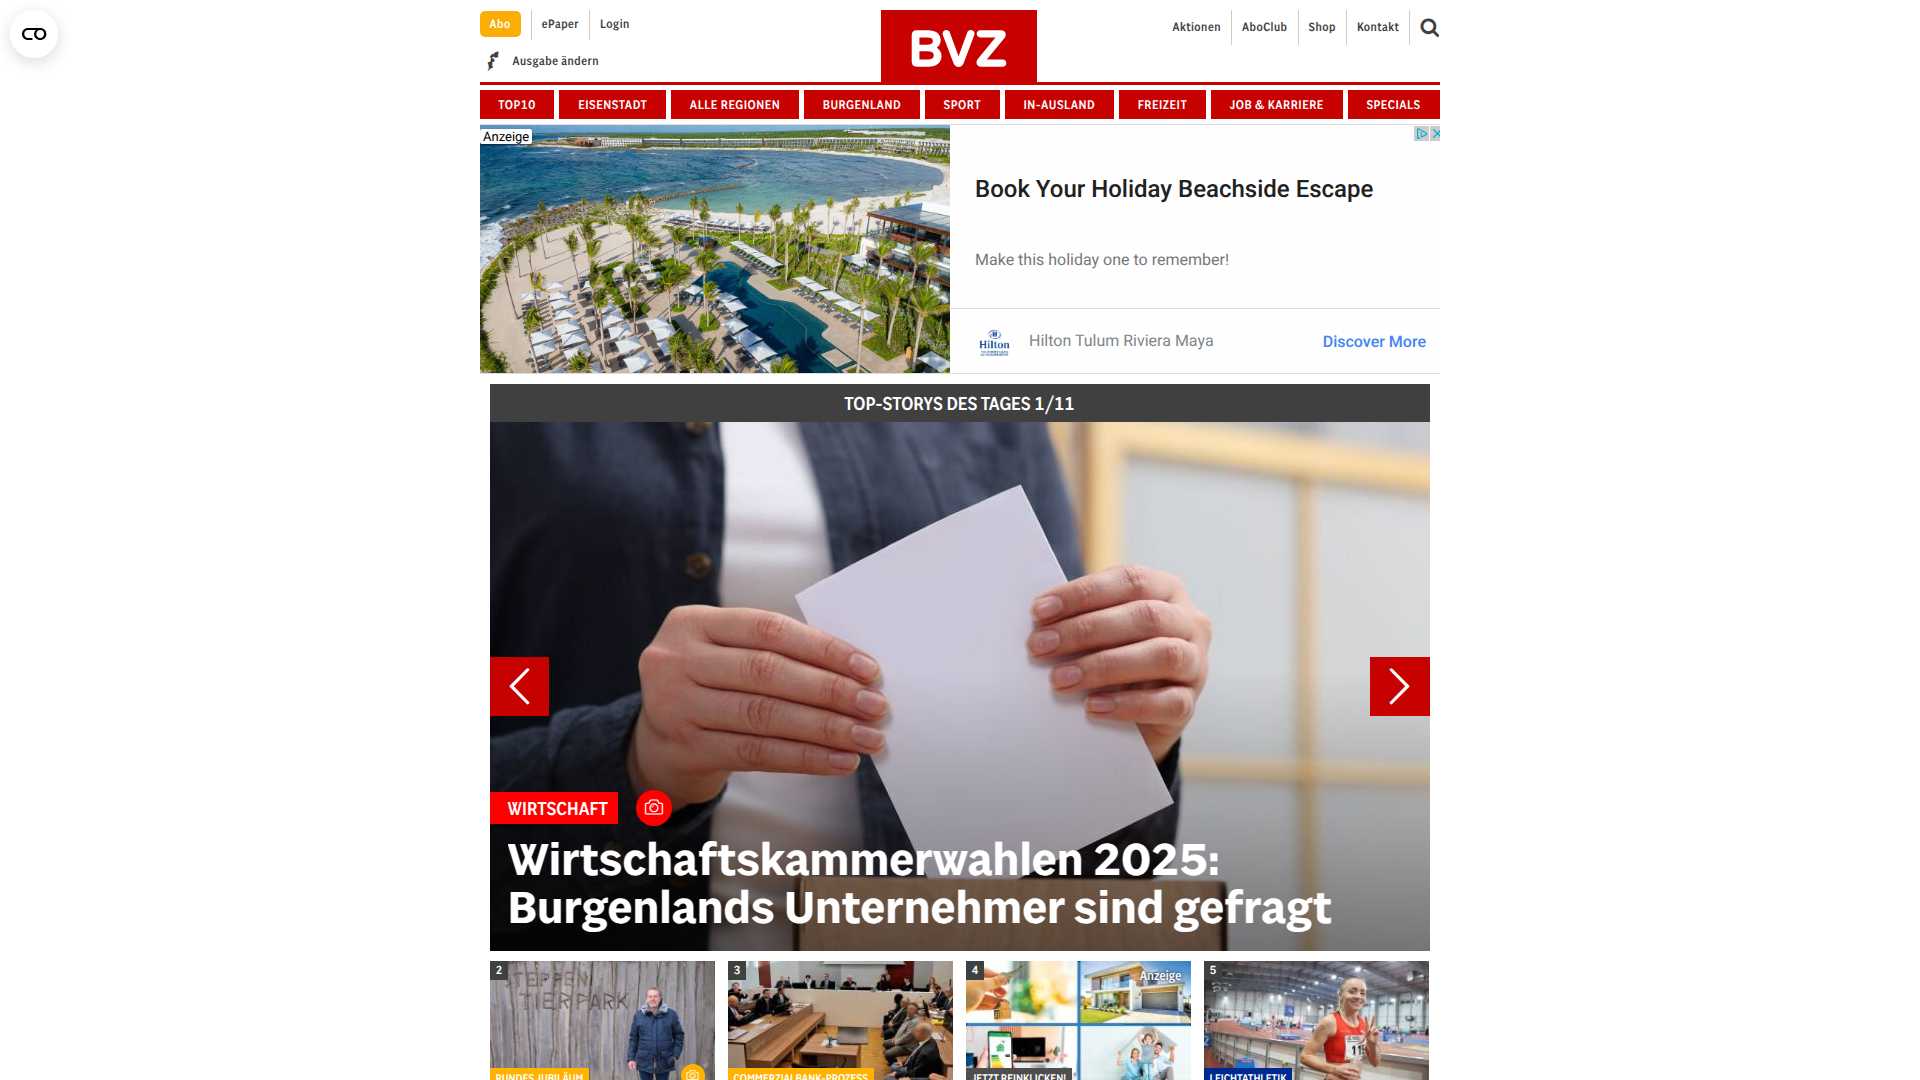 Abo
ePaper
Login
Aktionen
AboClub
Shop
Kontakt
Ausgabe ändern
BVZ
TOP10
EISENSTADT
ALLE REGIONEN
BURGENLAND
SPORT
IN-AUSLAND
FREIZEIT
JOB & KARRIERE
SPECIALS
Anzeige
Book Your Holiday Beachside Escape
Make this holiday one to remember!
Hilton
Hilton Tulum Riviera Maya
Discover More
TOP-STORYS DES TAGES 1/11
WIRTSCHAFT
Wirtschaftskammerwahlen 2025:
Burgenlands Unternehmer sind gefragt
2
STEPPEN
TIERPARK
RUNDES JUBILÄUM
3
COMMERZIALBANK-PROZESS
4
Anzeige
JETZT REINKLICKEN!
5
11
LEICHTATHLETIK